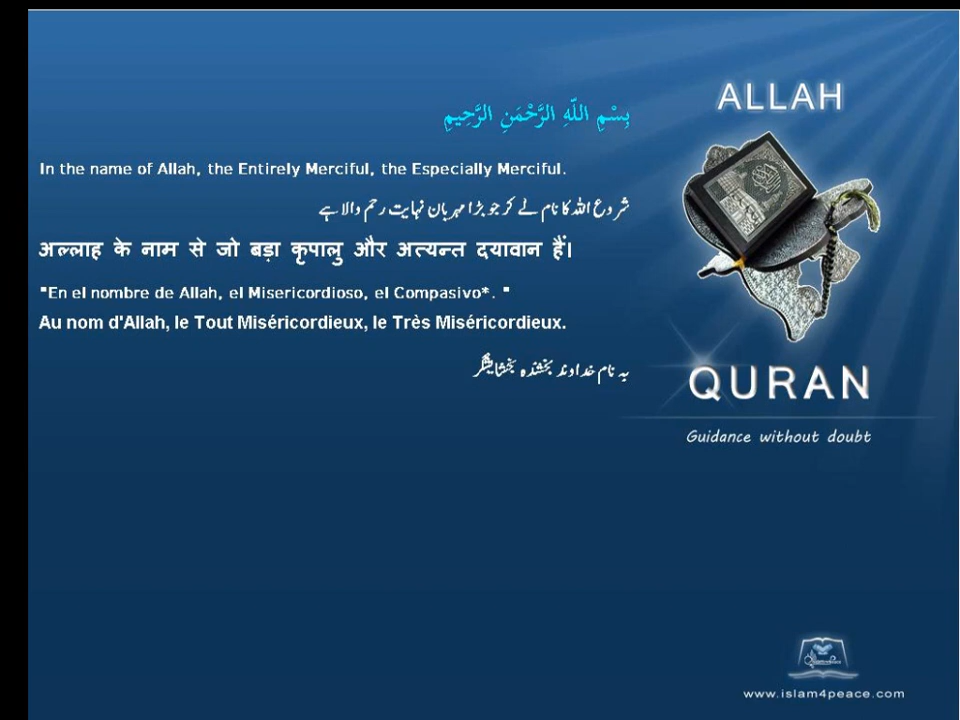 بِسْمِ اللّهِ الرَّحْمَنِ الرَّحِيمِ
In the name of Allah, the Entirely Merciful, the Especially Merciful.
شروع الله کا نام لے کر جو بڑا مہربان نہایت رحم والا ہے
अल्लाह के नाम से जो बड़ा कृपालु और अत्यन्त दयावान हैं।
"En el nombre de Allah, el Misericordioso, el Compasivo*. "
Au nom d'Allah, le Tout Miséricordieux, le Très Miséricordieux.
به نام خداوند بخشنده بخشایشگر
ALLAH
QURAN
Guidance without doubt
www.islam4peace.com